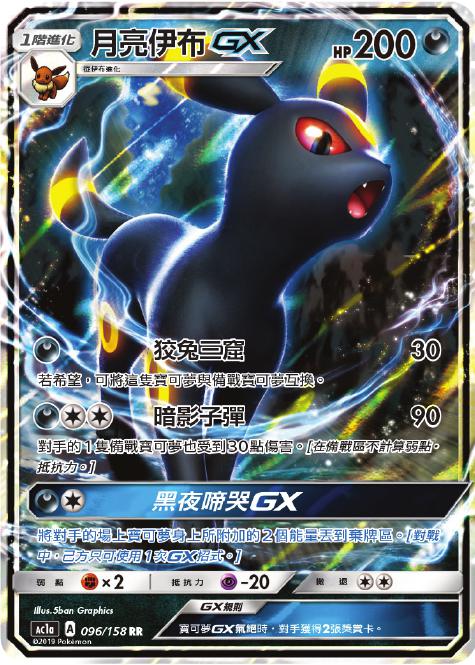 1階進化 月亮伊布GX HP200
從伊布進化
狡兔三窟 30
若希望,可將這隻寶可夢與備戰寶可夢互換。
暗影子彈 90
對手的1隻備戰寶可夢也受到30點傷害。[在備戰區不計算弱點・
抵抗力。]
黑夜啼哭GX
將對手的場上寶可夢身上所附加的2個能量丟到棄牌區。[對戰
中,己方只可使用1次GX招式。]
弱點 ×2 抵抗力 -20 撤退
Illus.5ban Graphics
GX規則
寶可夢GX氣絕時,對手獲得2張獎賞卡。
AC1a A 096/158 RR
©2019 Pokémon